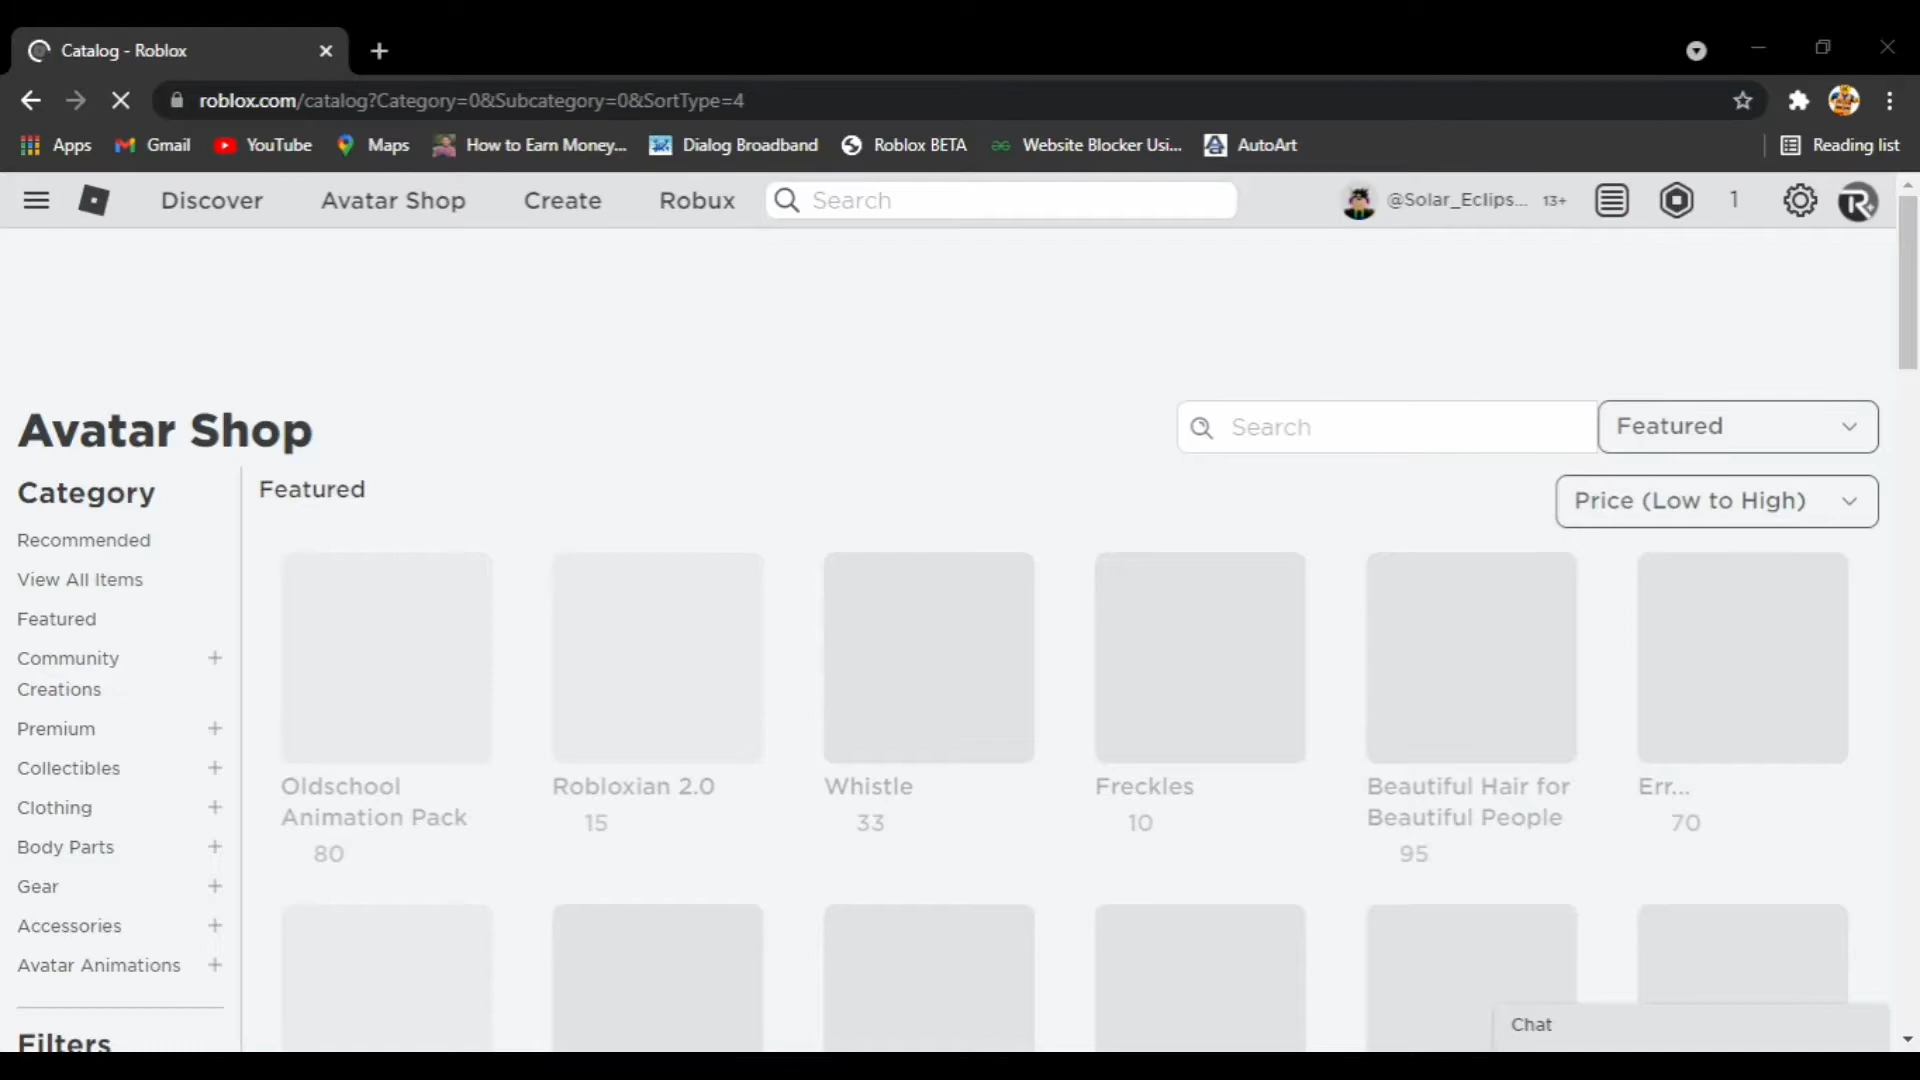 Catalog - Roblox
roblox.com/catalog?Category=0&Subcategory=0&SortType=4
Apps Gmail YouTube Maps How to Earn Money... Dialog Broadband Roblox BETA Website Blocker Usi... AutoArt Reading list
Discover Avatar Shop Create Robux Search @Solar_Eclips... 13+ 1
Avatar Shop
Search Featured
Category
Featured
Price (Low to High)
Recommended
View All Items
Featured
Community
Creations
Premium
Collectibles
Clothing
Body Parts
Gear
Accessories
Avatar Animations
Filters
Oldschool
Animation Pack
80
Robloxian 2.0
15
Whistle
33
Freckles
10
Beautiful Hair for
Beautiful People
95
Err...
70
Chat